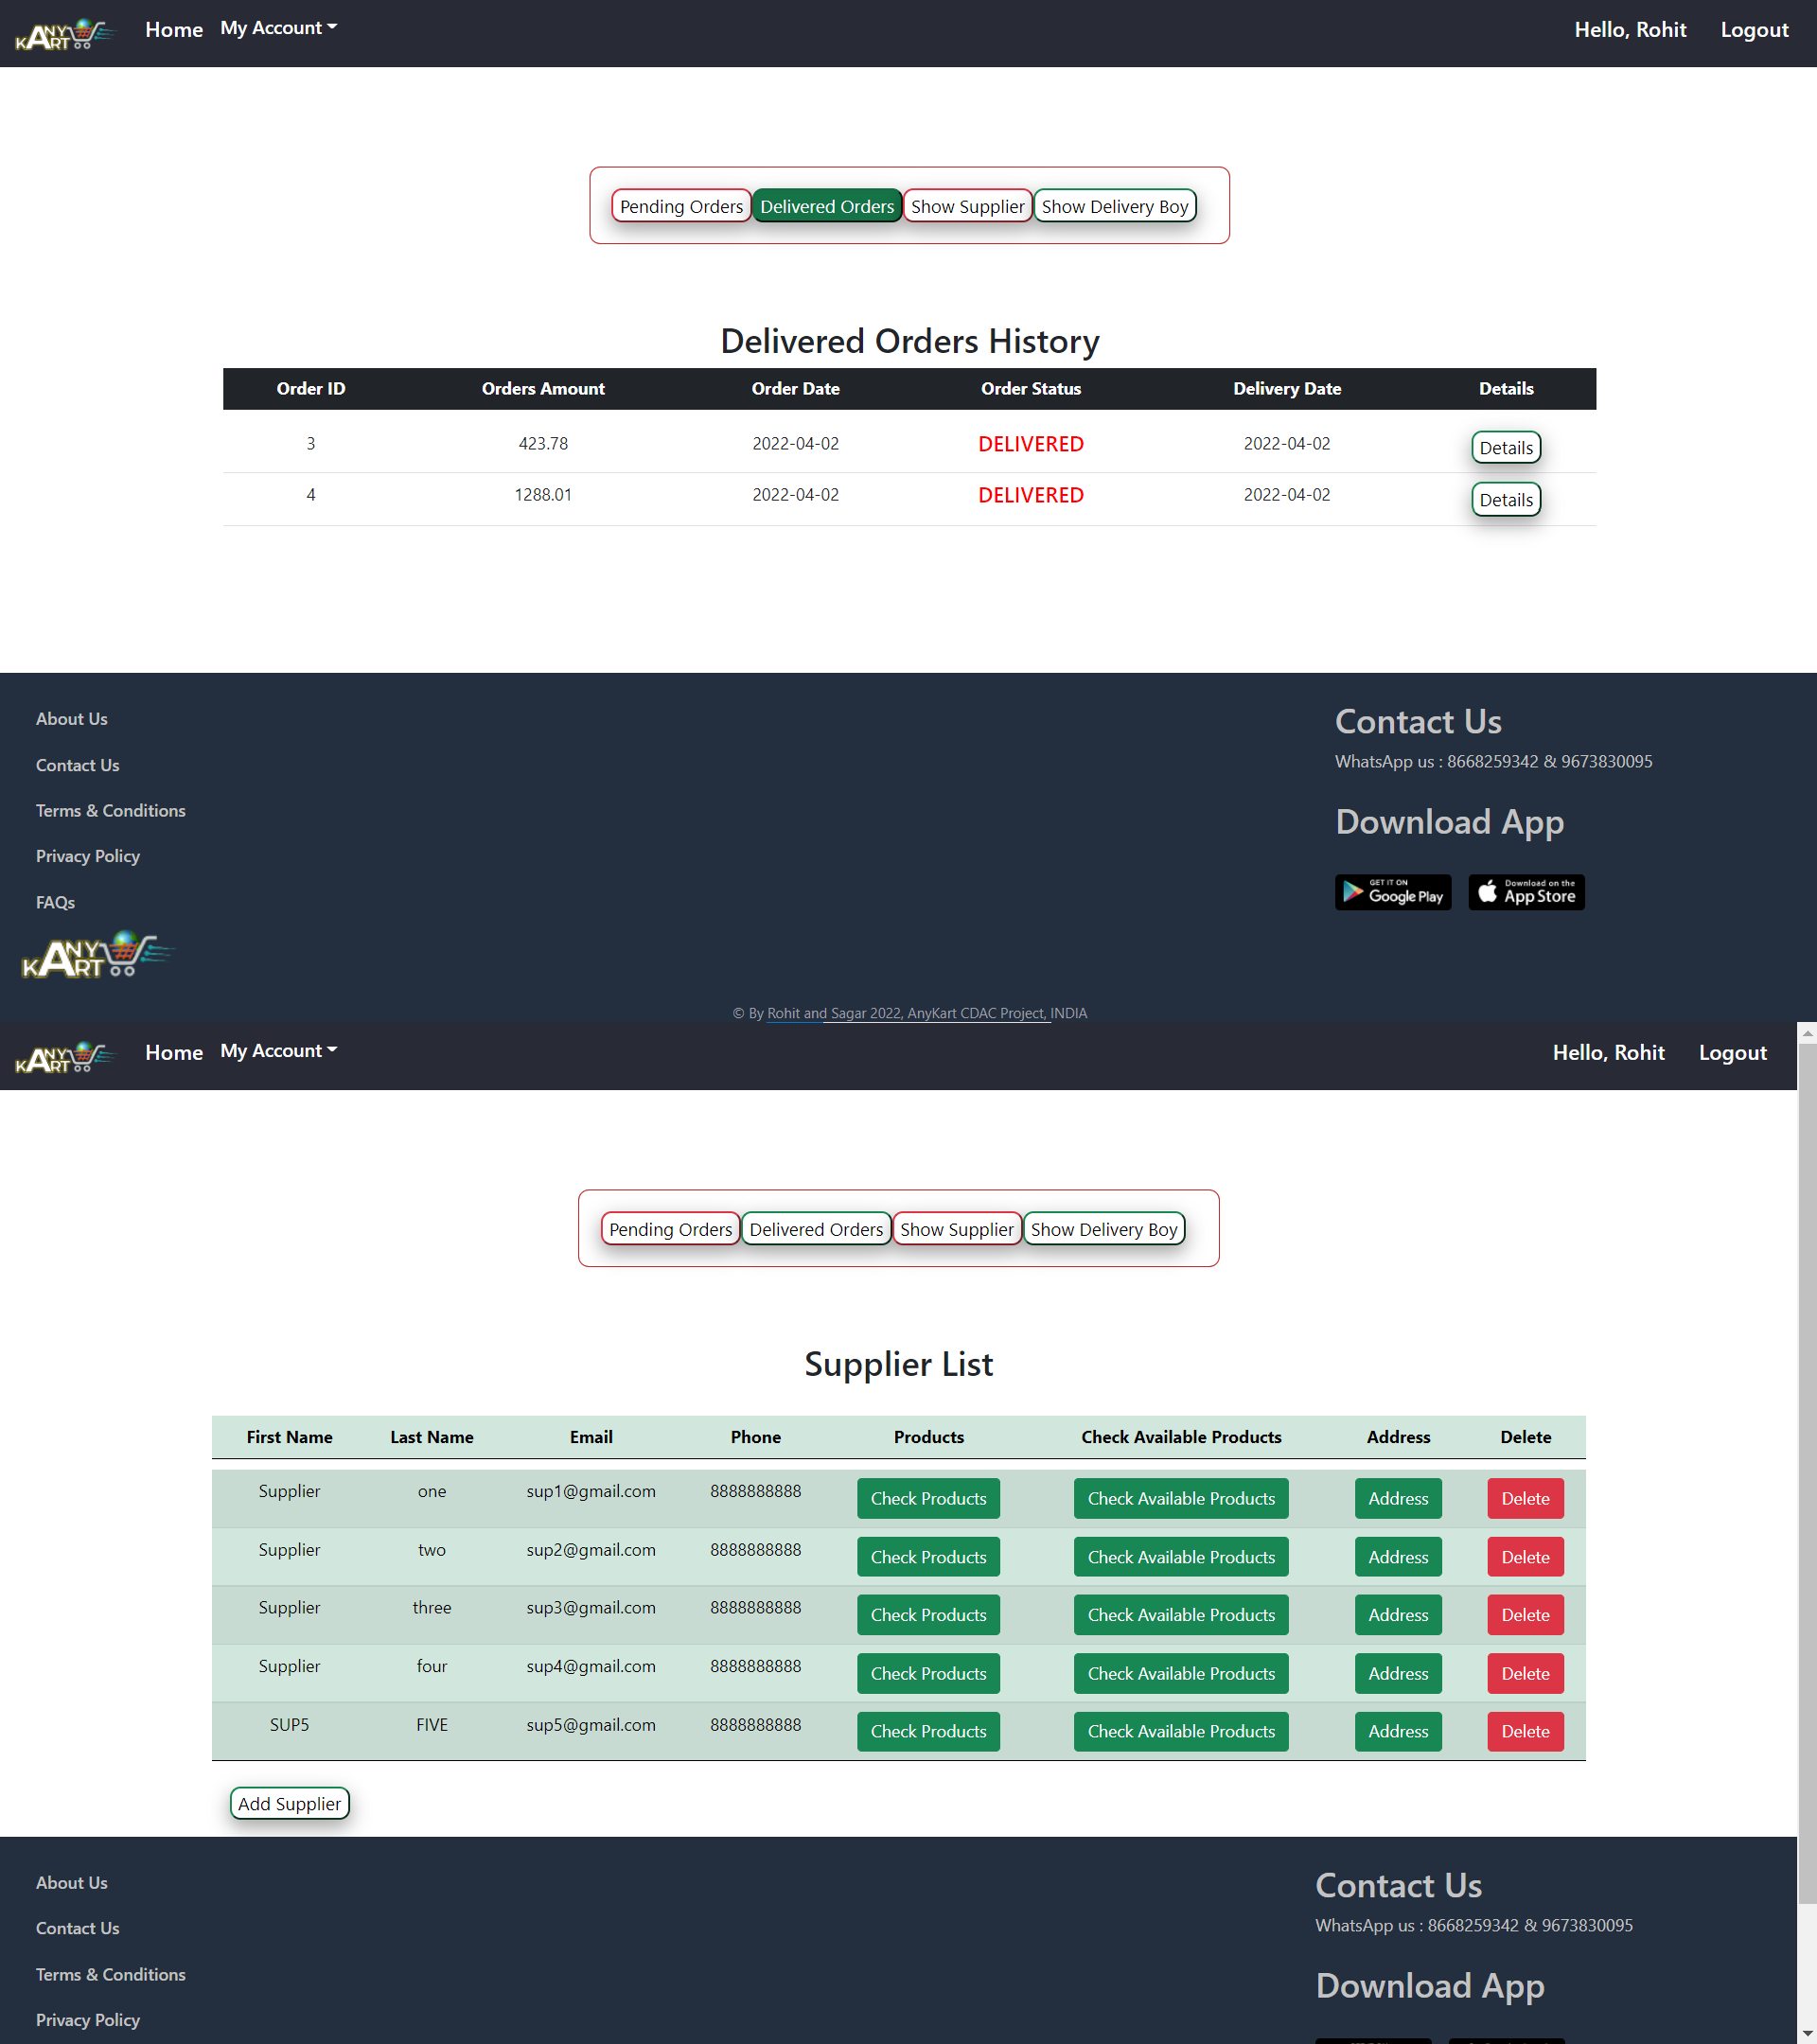 ANY KART Home My Account Hello, Rohit Logout
Pending Orders Delivered Orders Show Supplier Show Delivery Boy
Delivered Orders History
Order ID Orders Amount Order Date Order Status Delivery Date Details
3 423.78 2022-04-02 DELIVERED 2022-04-02 Details
4 1288.01 2022-04-02 DELIVERED 2022-04-02 Details
About Us
Contact Us
Terms & Conditions
Privacy Policy
FAQs
ANY KART
Contact Us
WhatsApp us : 8668259342 & 9673830095
Download App
GET IT ON Google Play Download on the App Store
© By Rohit and Sagar 2022, AnyKart CDAC Project, INDIA
ANY KART Home My Account Hello, Rohit Logout
Pending Orders Delivered Orders Show Supplier Show Delivery Boy
Supplier List
First Name Last Name Email Phone Products Check Available Products Address Delete
Supplier one sup1@gmail.com 8888888888 Check Products Check Available Products Address Delete
Supplier two sup2@gmail.com 8888888888 Check Products Check Available Products Address Delete
Supplier three sup3@gmail.com 8888888888 Check Products Check Available Products Address Delete
Supplier four sup4@gmail.com 8888888888 Check Products Check Available Products Address Delete
SUP5 FIVE sup5@gmail.com 8888888888 Check Products Check Available Products Address Delete
Add Supplier
About Us
Contact Us
Terms & Conditions
Privacy Policy
Contact Us
WhatsApp us : 8668259342 & 9673830095
Download App